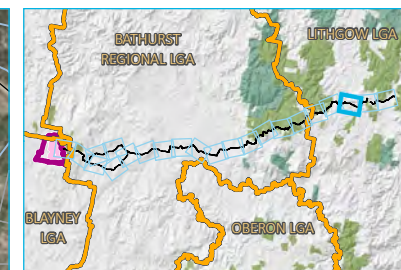 BATHURST
REGIONAL LGA
LITHGOW LGA
BLAYNEY
LGA
OBERON LGA